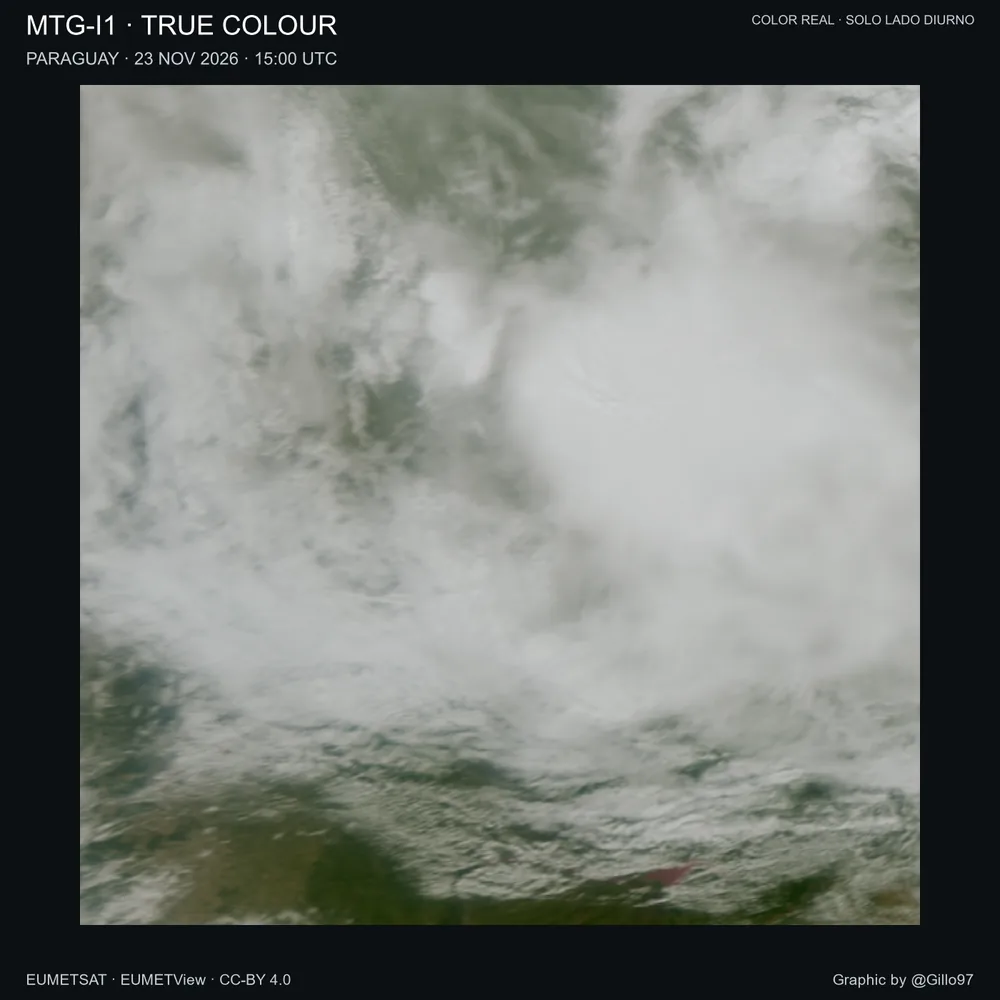 MTG-I1 · TRUE COLOUR
COLOR REAL · SOLO LADO DIURNO
PARAGUAY · 23 NOV 2026 · 15:00 UTC
EUMETSAT · EUMETView · CC-BY 4.0
Graphic by @Gillo97